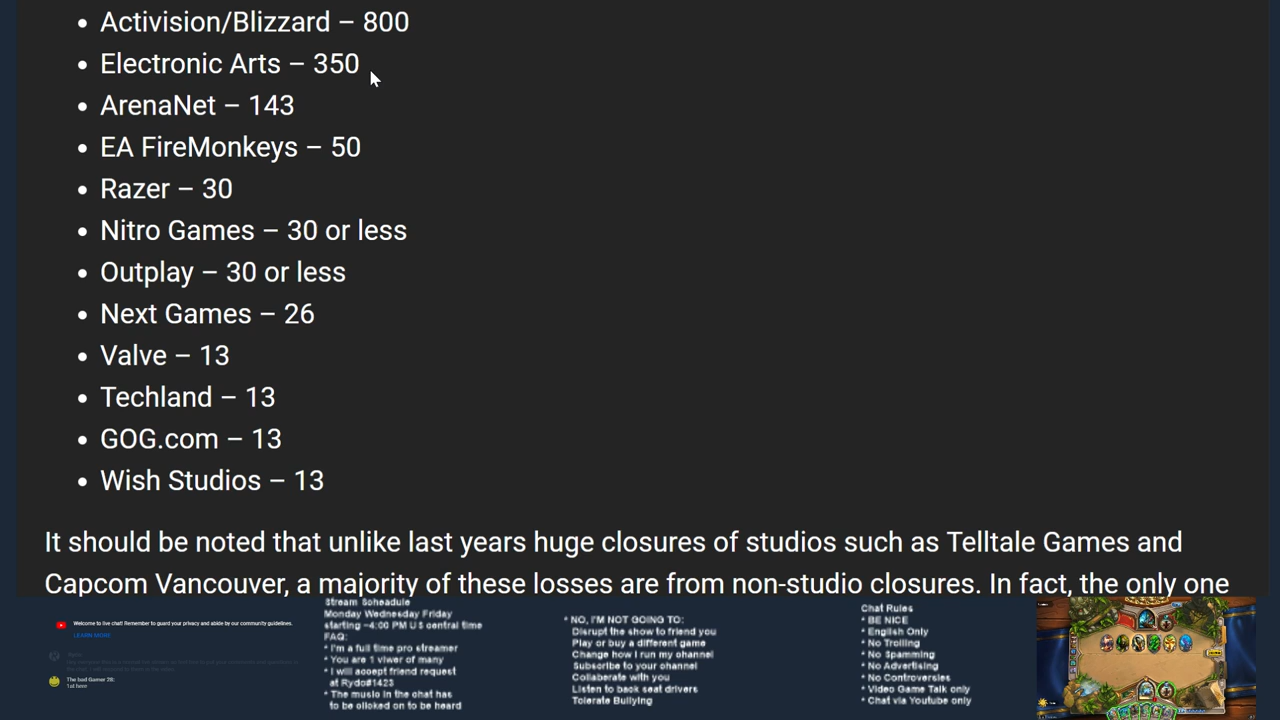 • Activision/Blizzard – 800
• Electronic Arts – 350
• ArenaNet – 143
• EA FireMonkeys – 50
• Razer – 30
• Nitro Games – 30 or less
• Outplay – 30 or less
• Next Games – 26
• Valve – 13
• Techland – 13
• GOG.com – 13
• Wish Studios – 13
It should be noted that unlike last years huge closures of studios such as Telltale Games and
Capcom Vancouver, a majority of these losses are from non-studio closures. In fact, the only one
Welcome to live chat! Remember to guard your privacy and abide by our community guidelines.
LEARN MORE
The bad Gamer 28:
1st here
Stream Scheadule
Monday Wednesday Friday
starting ~4:00 PM US central time
FAQ:
* I'm a full time pro streamer
* You are 1 viwer of many
* I will accept friend request
at Rydo#1423
* The music in the chat has
to be clicked on to be heard
* NO, I'M NOT GOING TO:
Disrupt the show to friend you
Play or buy a different game
Change how I run my channel
Subscribe to your channel
Collaborate with you
Listen to back seat drivers
Tolerate Bullying
Chat Rules
* BE NICE
* English Only
* No Trolling
* No Spamming
* No Advertising
* No Controversies
* Video Game Talk only
* Chat via Youtube only